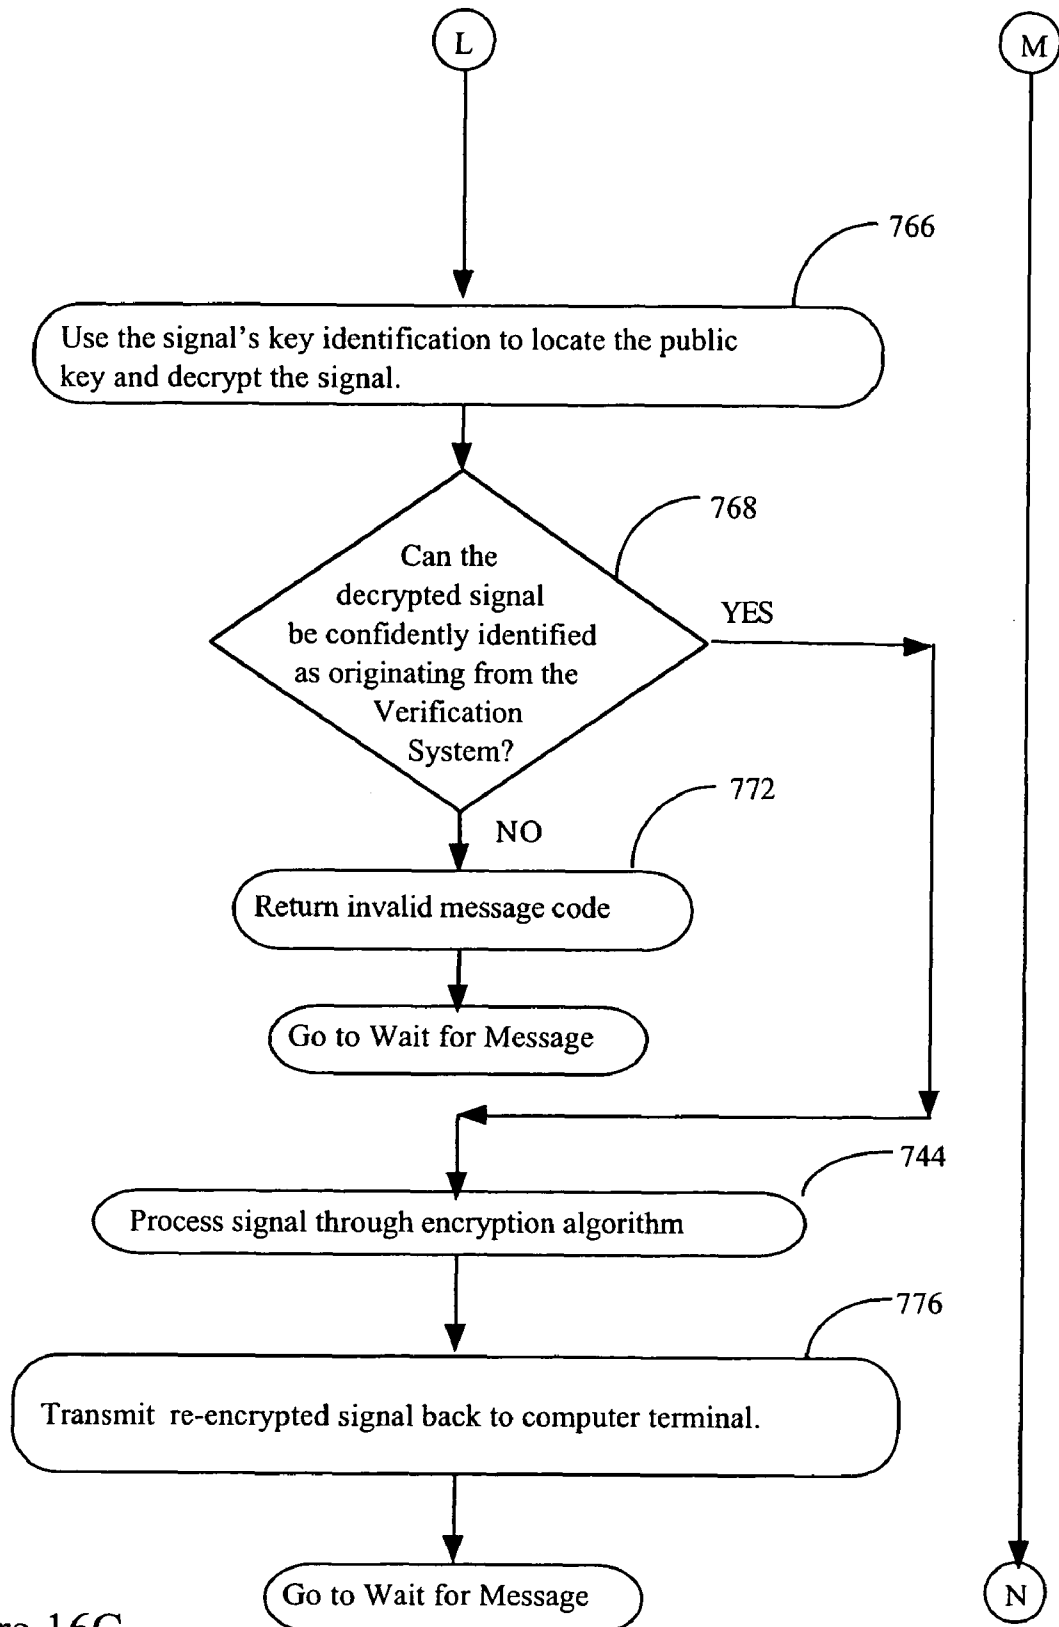 L
M
766
Use the signal's key identification to locate the public
key and decrypt the signal.
768
Can the
decrypted signal
be confidently identified
as originating from the
Verification
System?
YES
772
NO
Return invalid message code
Go to Wait for Message
744
Process signal through encryption algorithm
776
Transmit re-encrypted signal back to computer terminal.
Go to Wait for Message
N
16C